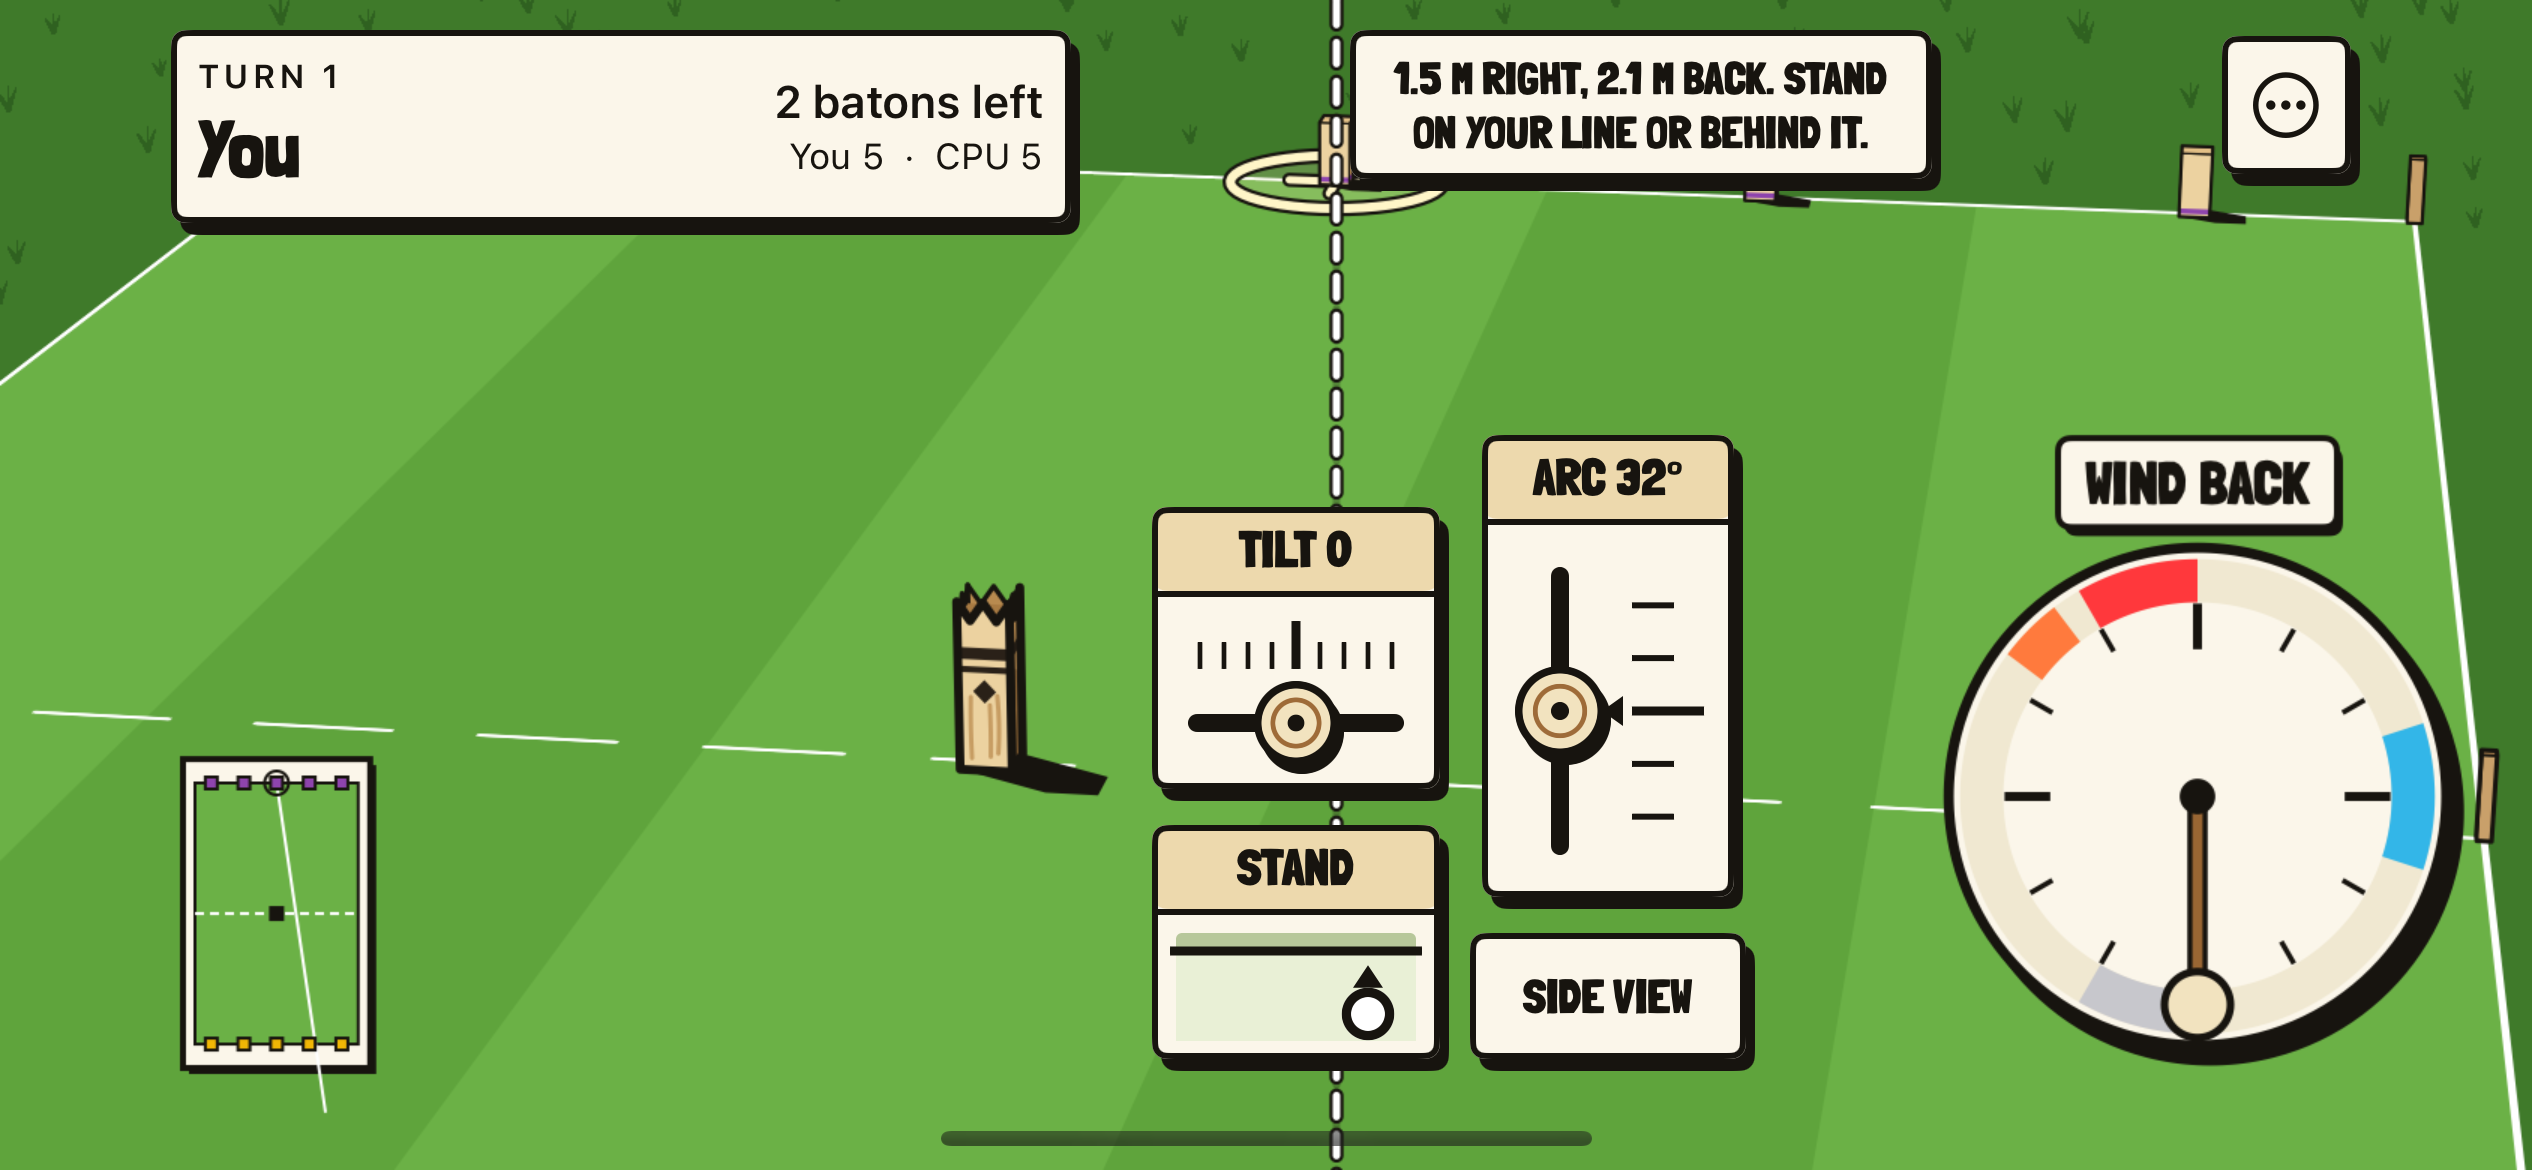 TURN 1
You
2 batons left
You 5 · CPU 5
1.5 M RIGHT, 2.1 M BACK. STAND
ON YOUR LINE OR BEHIND IT.
ARC 32°
WIND BACK
TILT 0
STAND
SIDE VIEW